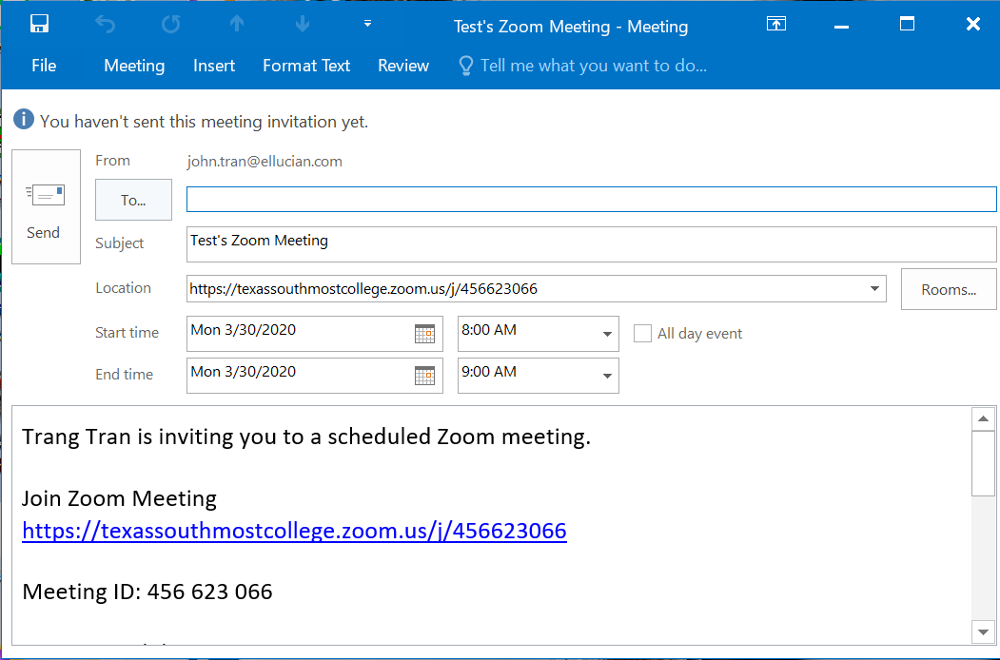 Test's Zoom Meeting - Meeting
File Meeting Insert Format Text Review Tell me what you want to do...
You haven't sent this meeting invitation yet.
From john.tran@ellucian.com
To...
Send
Subject Test's Zoom Meeting
Location https://texassouthmostcollege.zoom.us/j/456623066 Rooms...
Start time Mon 3/30/2020 8:00 AM All day event
End time Mon 3/30/2020 9:00 AM
Trang Tran is inviting you to a scheduled Zoom meeting.
Join Zoom Meeting
https://texassouthmostcollege.zoom.us/j/456623066
Meeting ID: 456 623 066